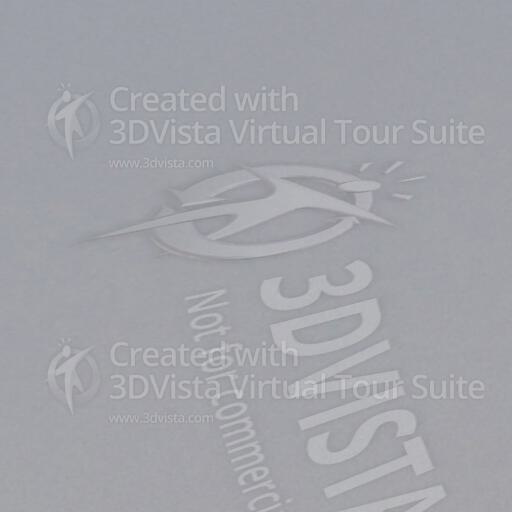 Created with
3DVista Virtual Tour Suite
www.3dvista.com
3DVISTA
Not for commerci
Created with
3DVista Virtual Tour Suite
www.3dvista.com